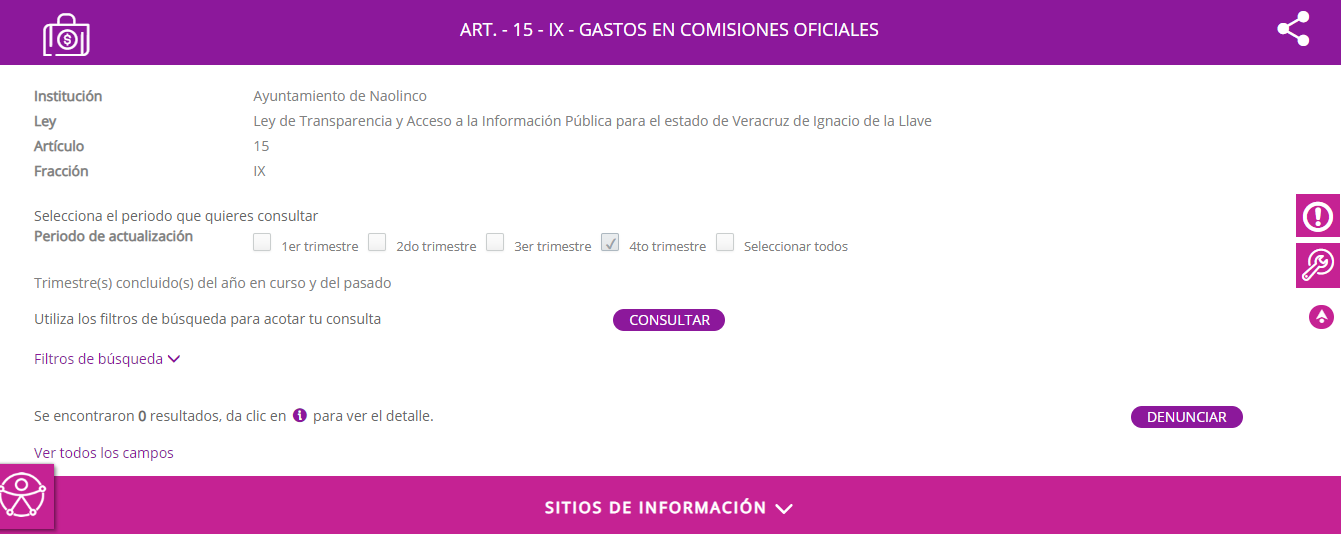 ART. - 15 - IX - GASTOS EN COMISIONES OFICIALES
Institución Ayuntamiento de Naolinco
Ley Ley de Transparencia y Acceso a la Información Pública para el estado de Veracruz de Ignacio de la Llave
Artículo 15
Fracción IX
Selecciona el periodo que quieres consultar
Periodo de actualización 1er trimestre 2do trimestre 3er trimestre 4to trimestre Seleccionar todos
Trimestre(s) concluido(s) del año en curso y del pasado
Utiliza los filtros de búsqueda para acotar tu consulta CONSULTAR
Filtros de búsqueda
Se encontraron 0 resultados, da clic en i para ver el detalle. DENUNCIAR
Ver todos los campos
SITIOS DE INFORMACIÓN